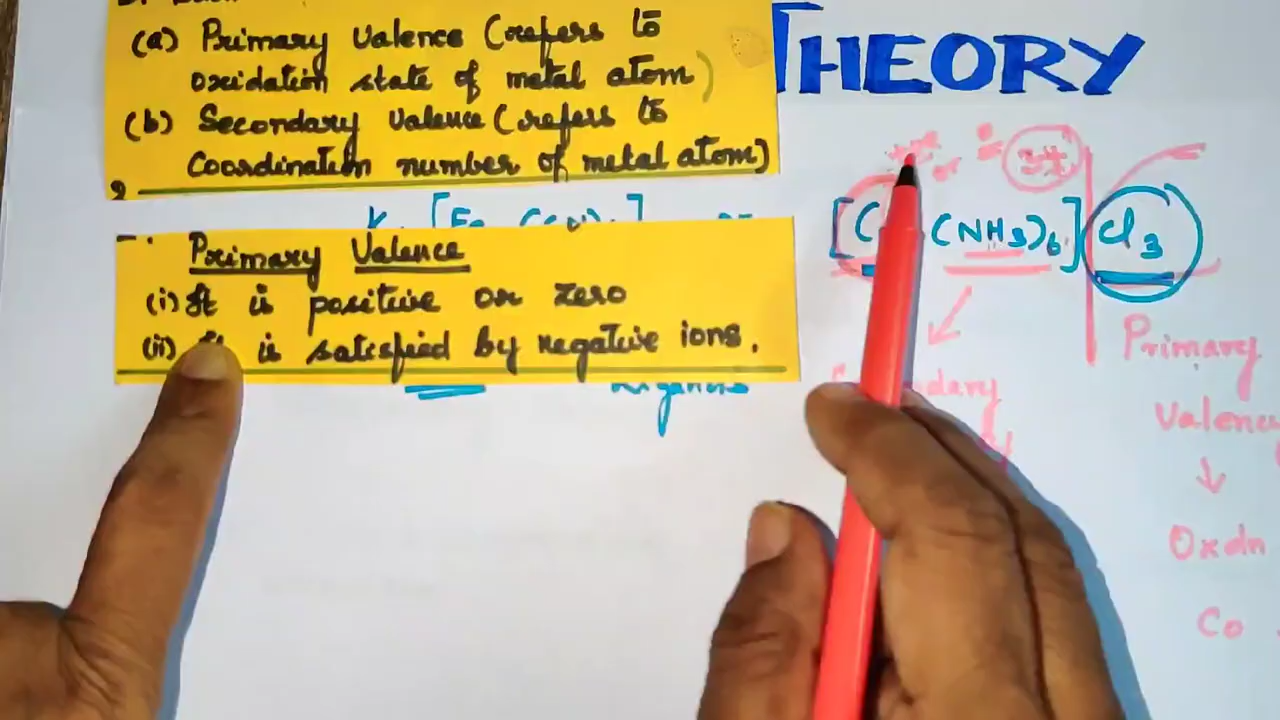 THEORY
(a) Primary Valence (refers to
oxidation state of metal atom)
(b) Secondary Valence (refers to
Coordination number of metal atom)
Primary Valence
(i) It is positive or zero
(ii) is satisfied by negative ions.
[C (NH3)6] Cl3
3+
Primary
Valence
Oxdn
Co